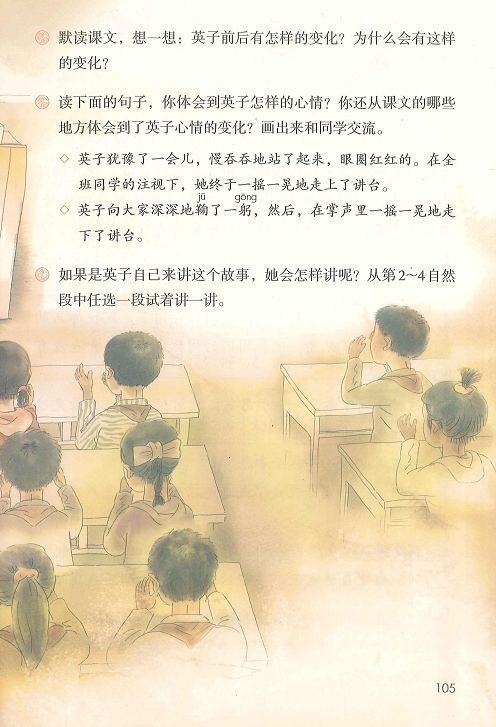 默读课文，想一想：英子前后有怎样的变化？为什么会有这样
的变化？
读下面的句子，你体会到英子怎样的心情？你还从课文的哪些
地方体会到了英子心情的变化？画出来和同学交流。
◇ 英子犹豫了一会儿，慢吞吞地站了起来，眼圈红红的。在全
班同学的注视下，她终于一摇一晃地走上了讲台。
jū gōng
◇ 英子向大家深深地鞠了一躬，然后，在掌声里一摇一晃地走
下了讲台。
如果是英子自己来讲这个故事，她会怎样讲呢？从第2～4自然
段中任选一段试着讲一讲。
105